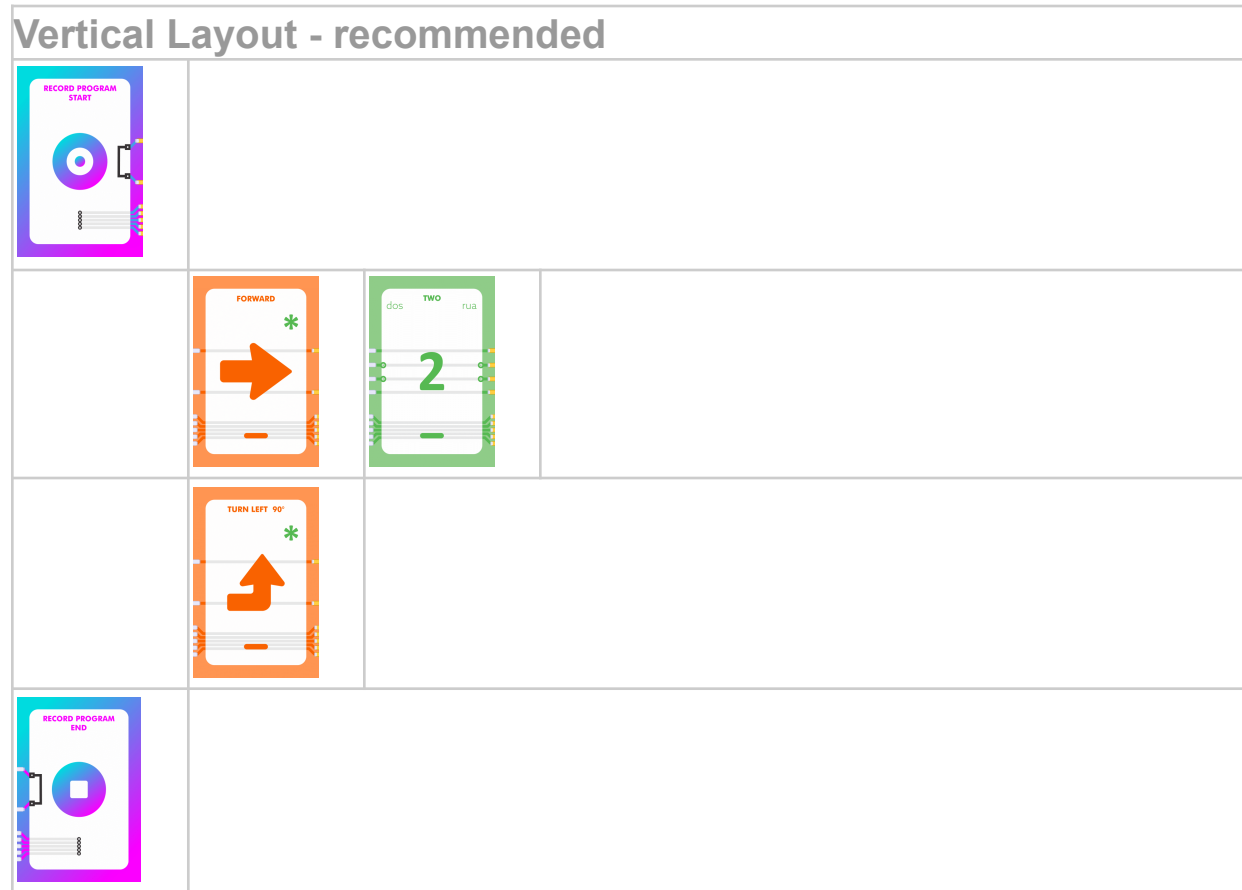 Vertical Layout - recommended
RECORD PROGRAM
START
FORWARD
*
TWO
dos rua
2
TURN LEFT 90°
*
RECORD PROGRAM
END